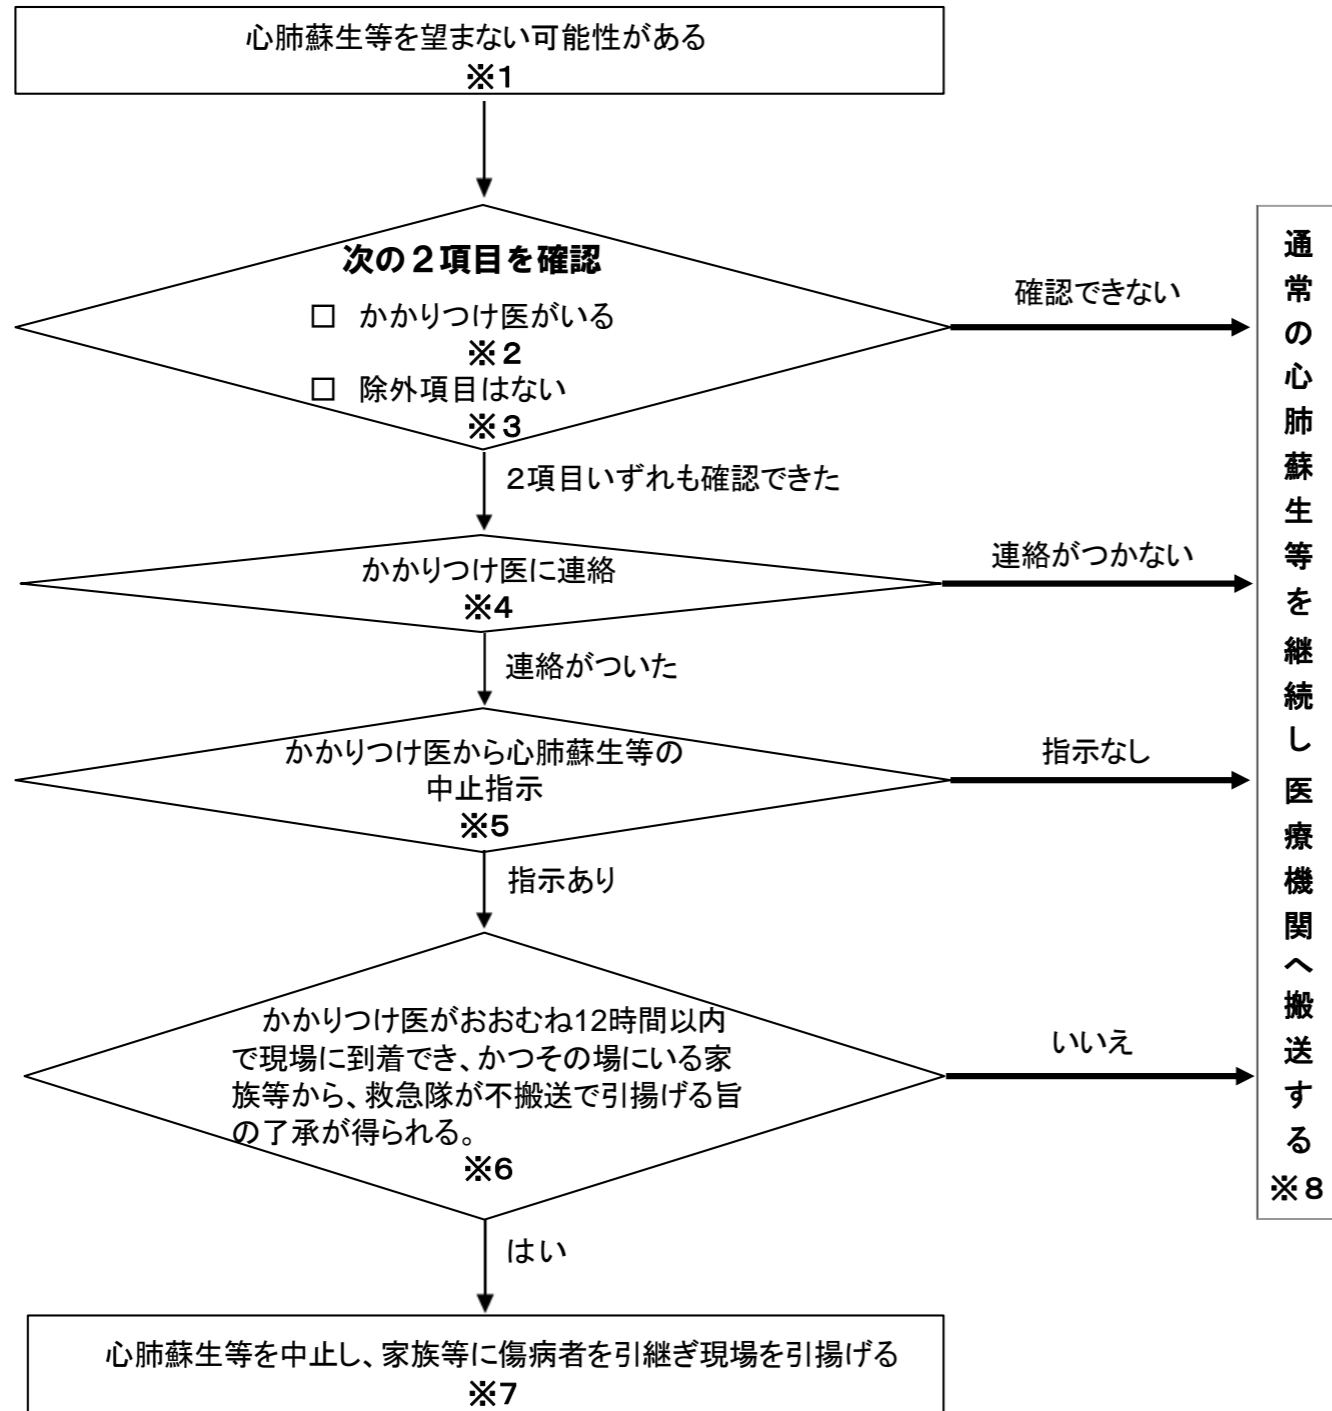 心肺蘇生等を望まない可能性がある
※1
次の２項目を確認
□ かかりつけ医がいる
※２
□ 除外項目はない
※３
確認できない
２項目いずれも確認できた
かかりつけ医に連絡
※4
連絡がつかない
連絡がついた
かかりつけ医から心肺蘇生等の
中止指示
※5
指示なし
指示あり
かかりつけ医がおおむね12時間以内
で現場に到着でき、かつその場にいる家
族等から、救急隊が不搬送で引揚げる旨
の了承が得られる。
※6
いいえ
はい
心肺蘇生等を中止し、家族等に傷病者を引継ぎ現場を引揚げる
※7
通常の心肺蘇生等を継続し医療機関へ搬送する
※８